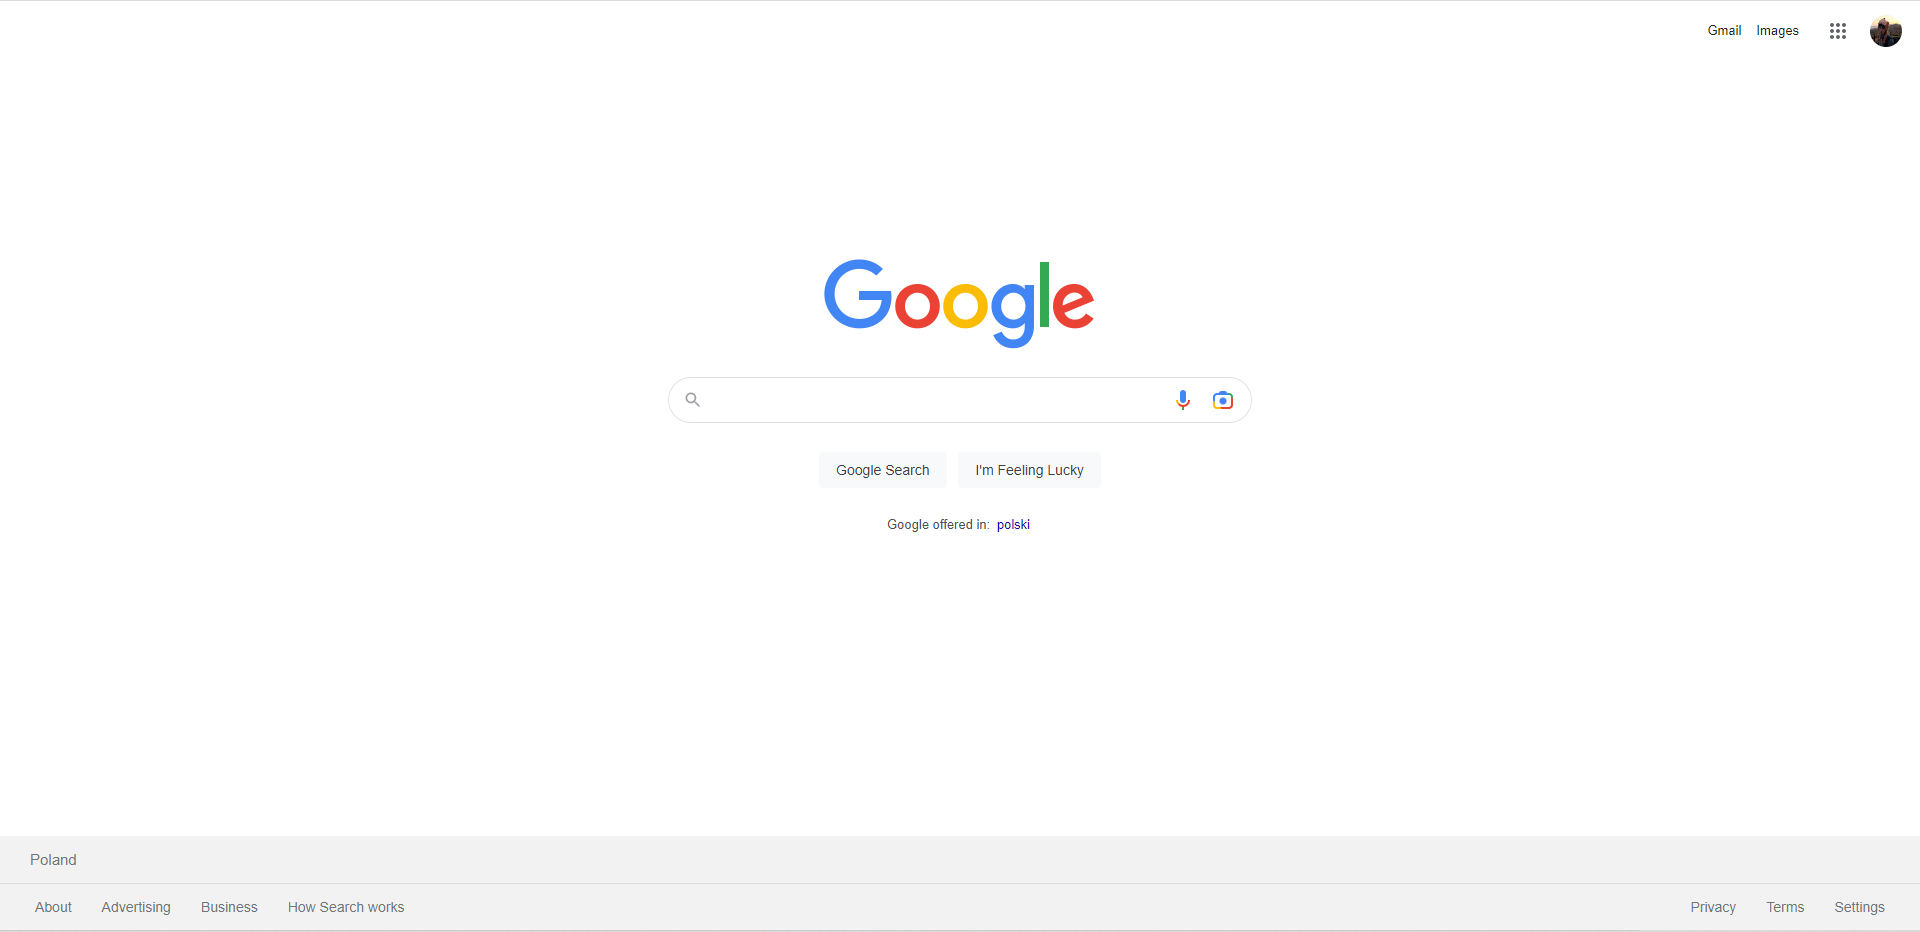 Gmail Images
Google
Google Search I'm Feeling Lucky
Google offered in: polski
Poland
About Advertising Business How Search works Privacy Terms Settings